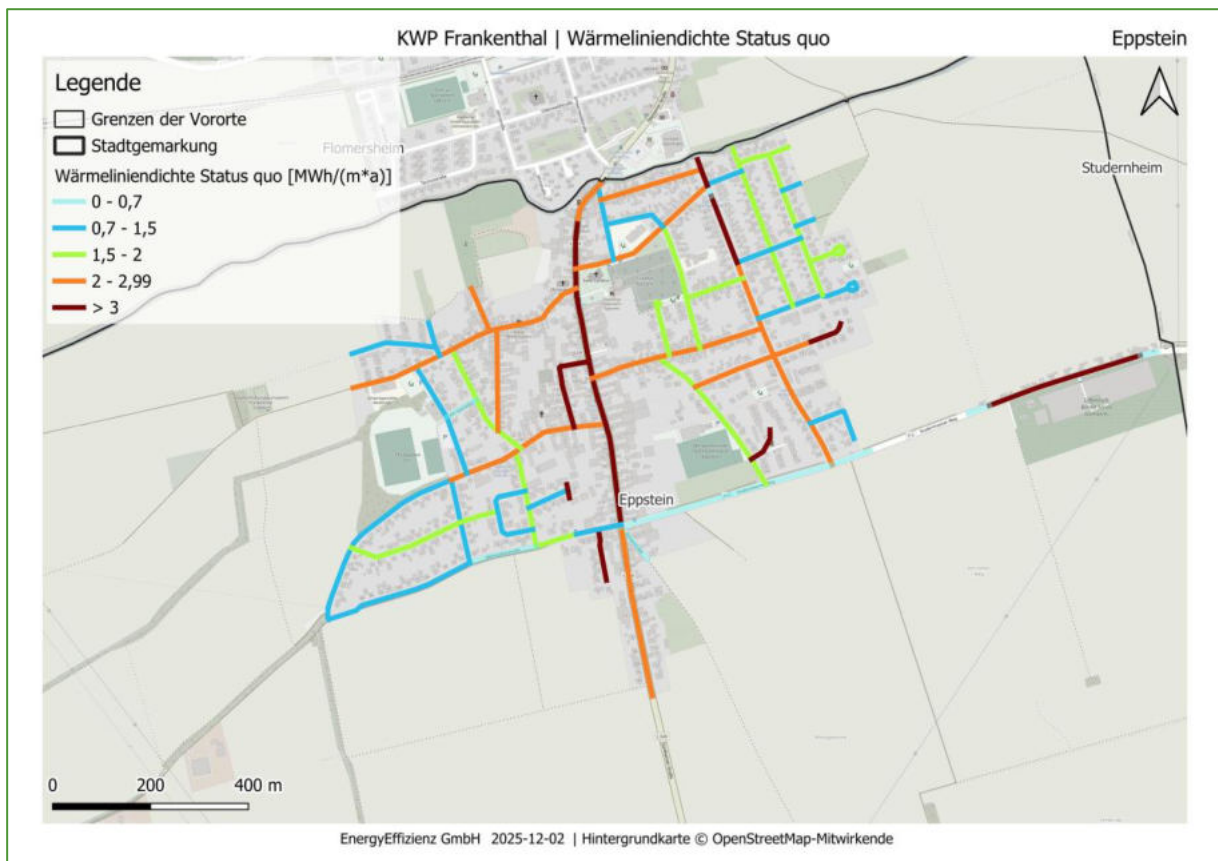 KWP Frankenthal | Wärmeliniendichte Status quo
Eppstein
Legende
Grenzen der Vororte
Stadtgemarkung
Wärmeliniendichte Status quo [MWh/(m*a)]
0 - 0,7
0,7 - 1,5
1,5 - 2
2 - 2,99
> 3
Flomersheim
Studernheim
Eppstein
0 200 400 m
EnergyEffizienz GmbH 2025-12-02 | Hintergrundkarte © OpenStreetMap-Mitwirkende